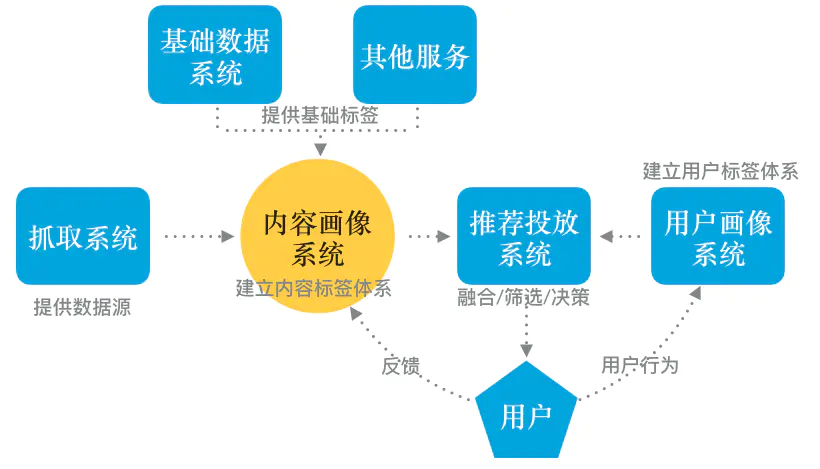 基础数据
系统
其他服务
提供基础标签
建立用户标签体系
抓取系统
内容画像
系统
推荐投放
系统
用户画像
系统
建立内容标签体系
融合/筛选/决策
提供数据源
反馈
用户行为
用户